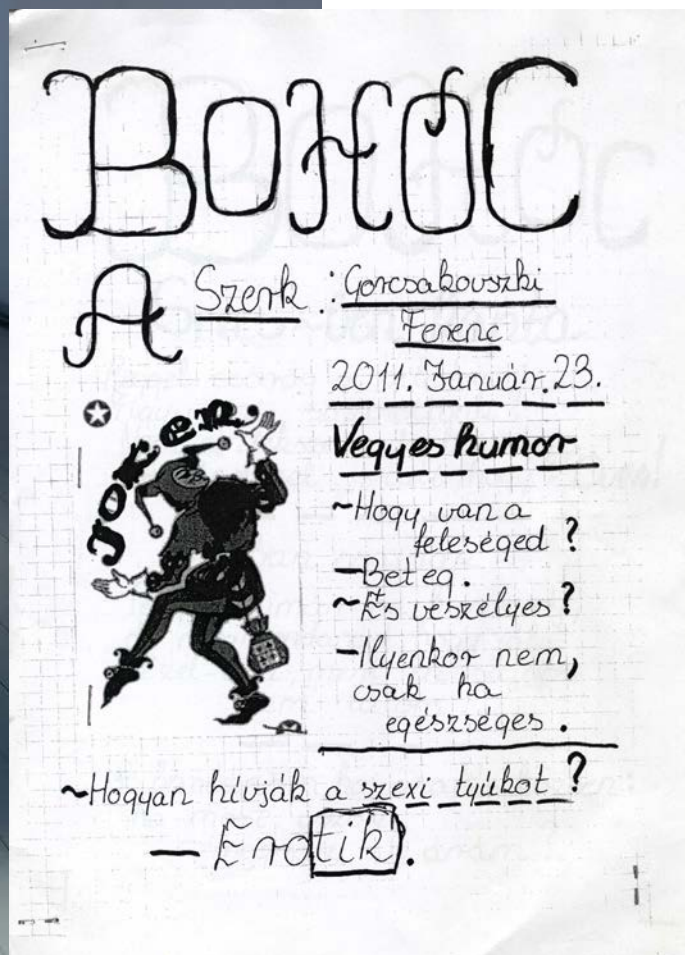 BOHÓC
A Szerk.: Gorcsakovszki
Ferenc
2011. Január. 23.
JOKER
Vegyes humor
~Hogy van a
feleséged?
—Beteg.
~És veszélyes?
—Ilyenkor nem,
csak ha
egészséges.
~Hogyan hívják a szexi tyúkot?
— Erotik.